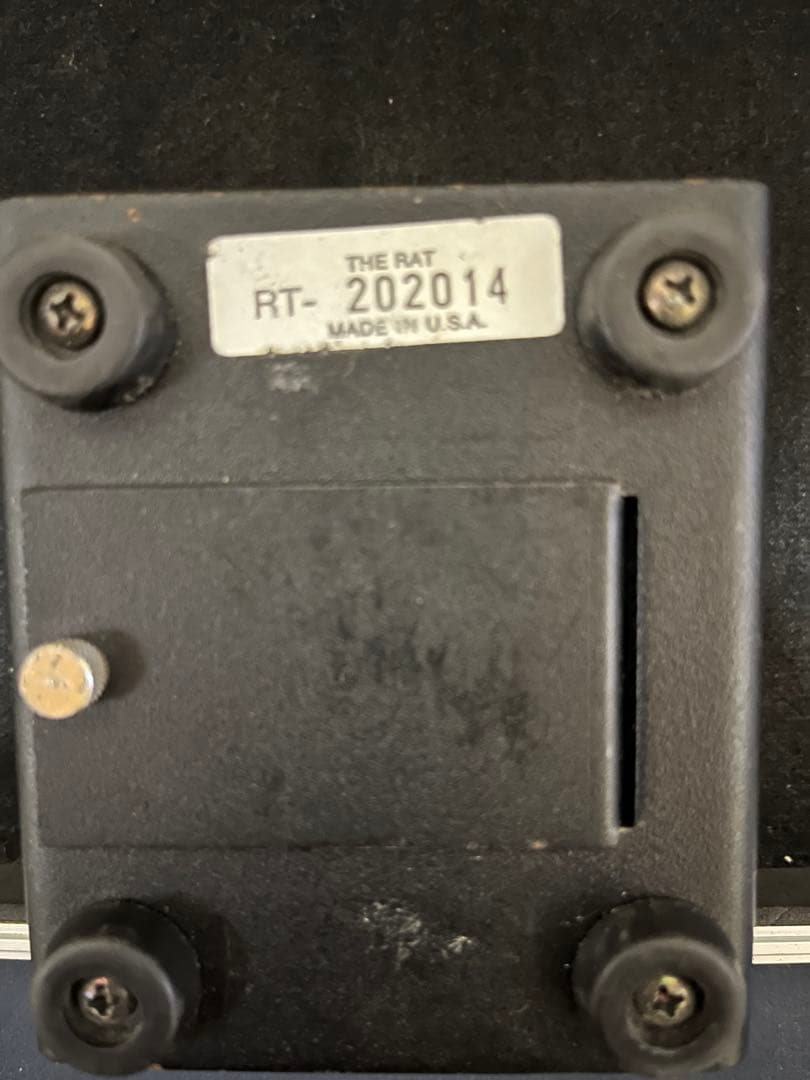 THE RAT
RT- 202014
MADE IN U.S.A.